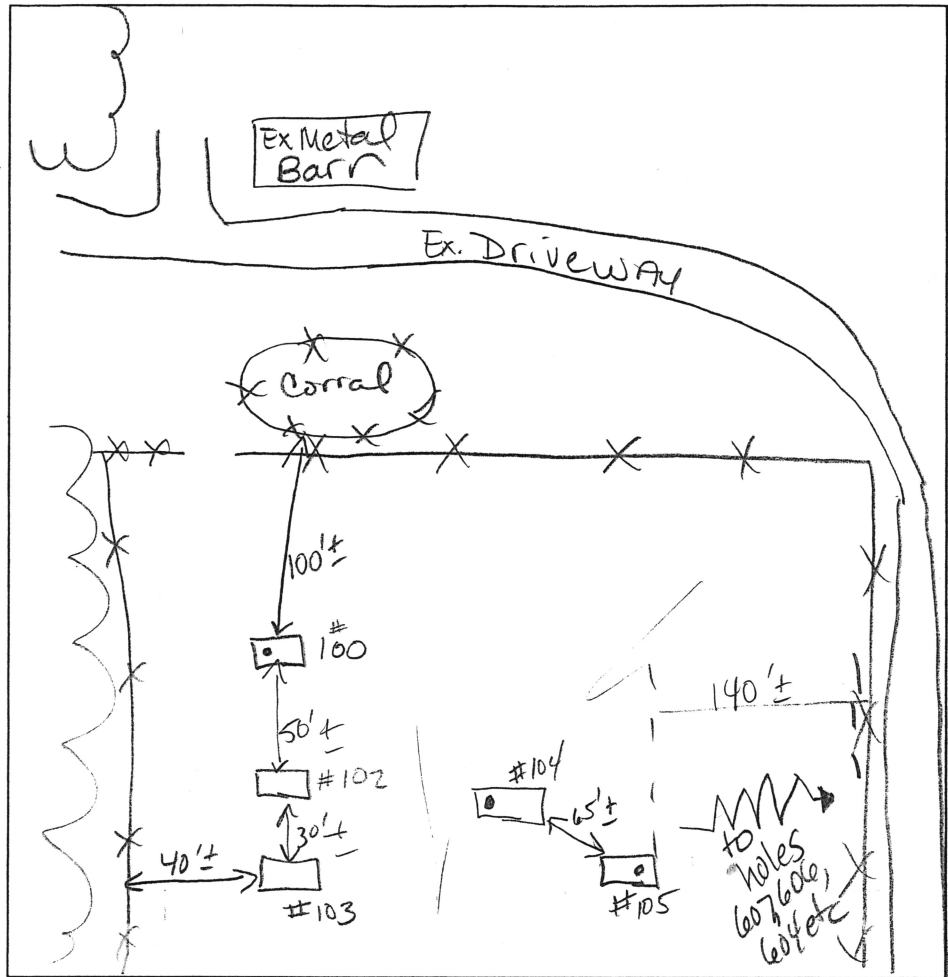 Ex Metal
Barn
Ex. DriveWAy
Corral
100'±
#
100
50'±
#102
30'±
40'±
#103
#104
65'±
#105
140'±
to
holes
607, 606,
604 etc